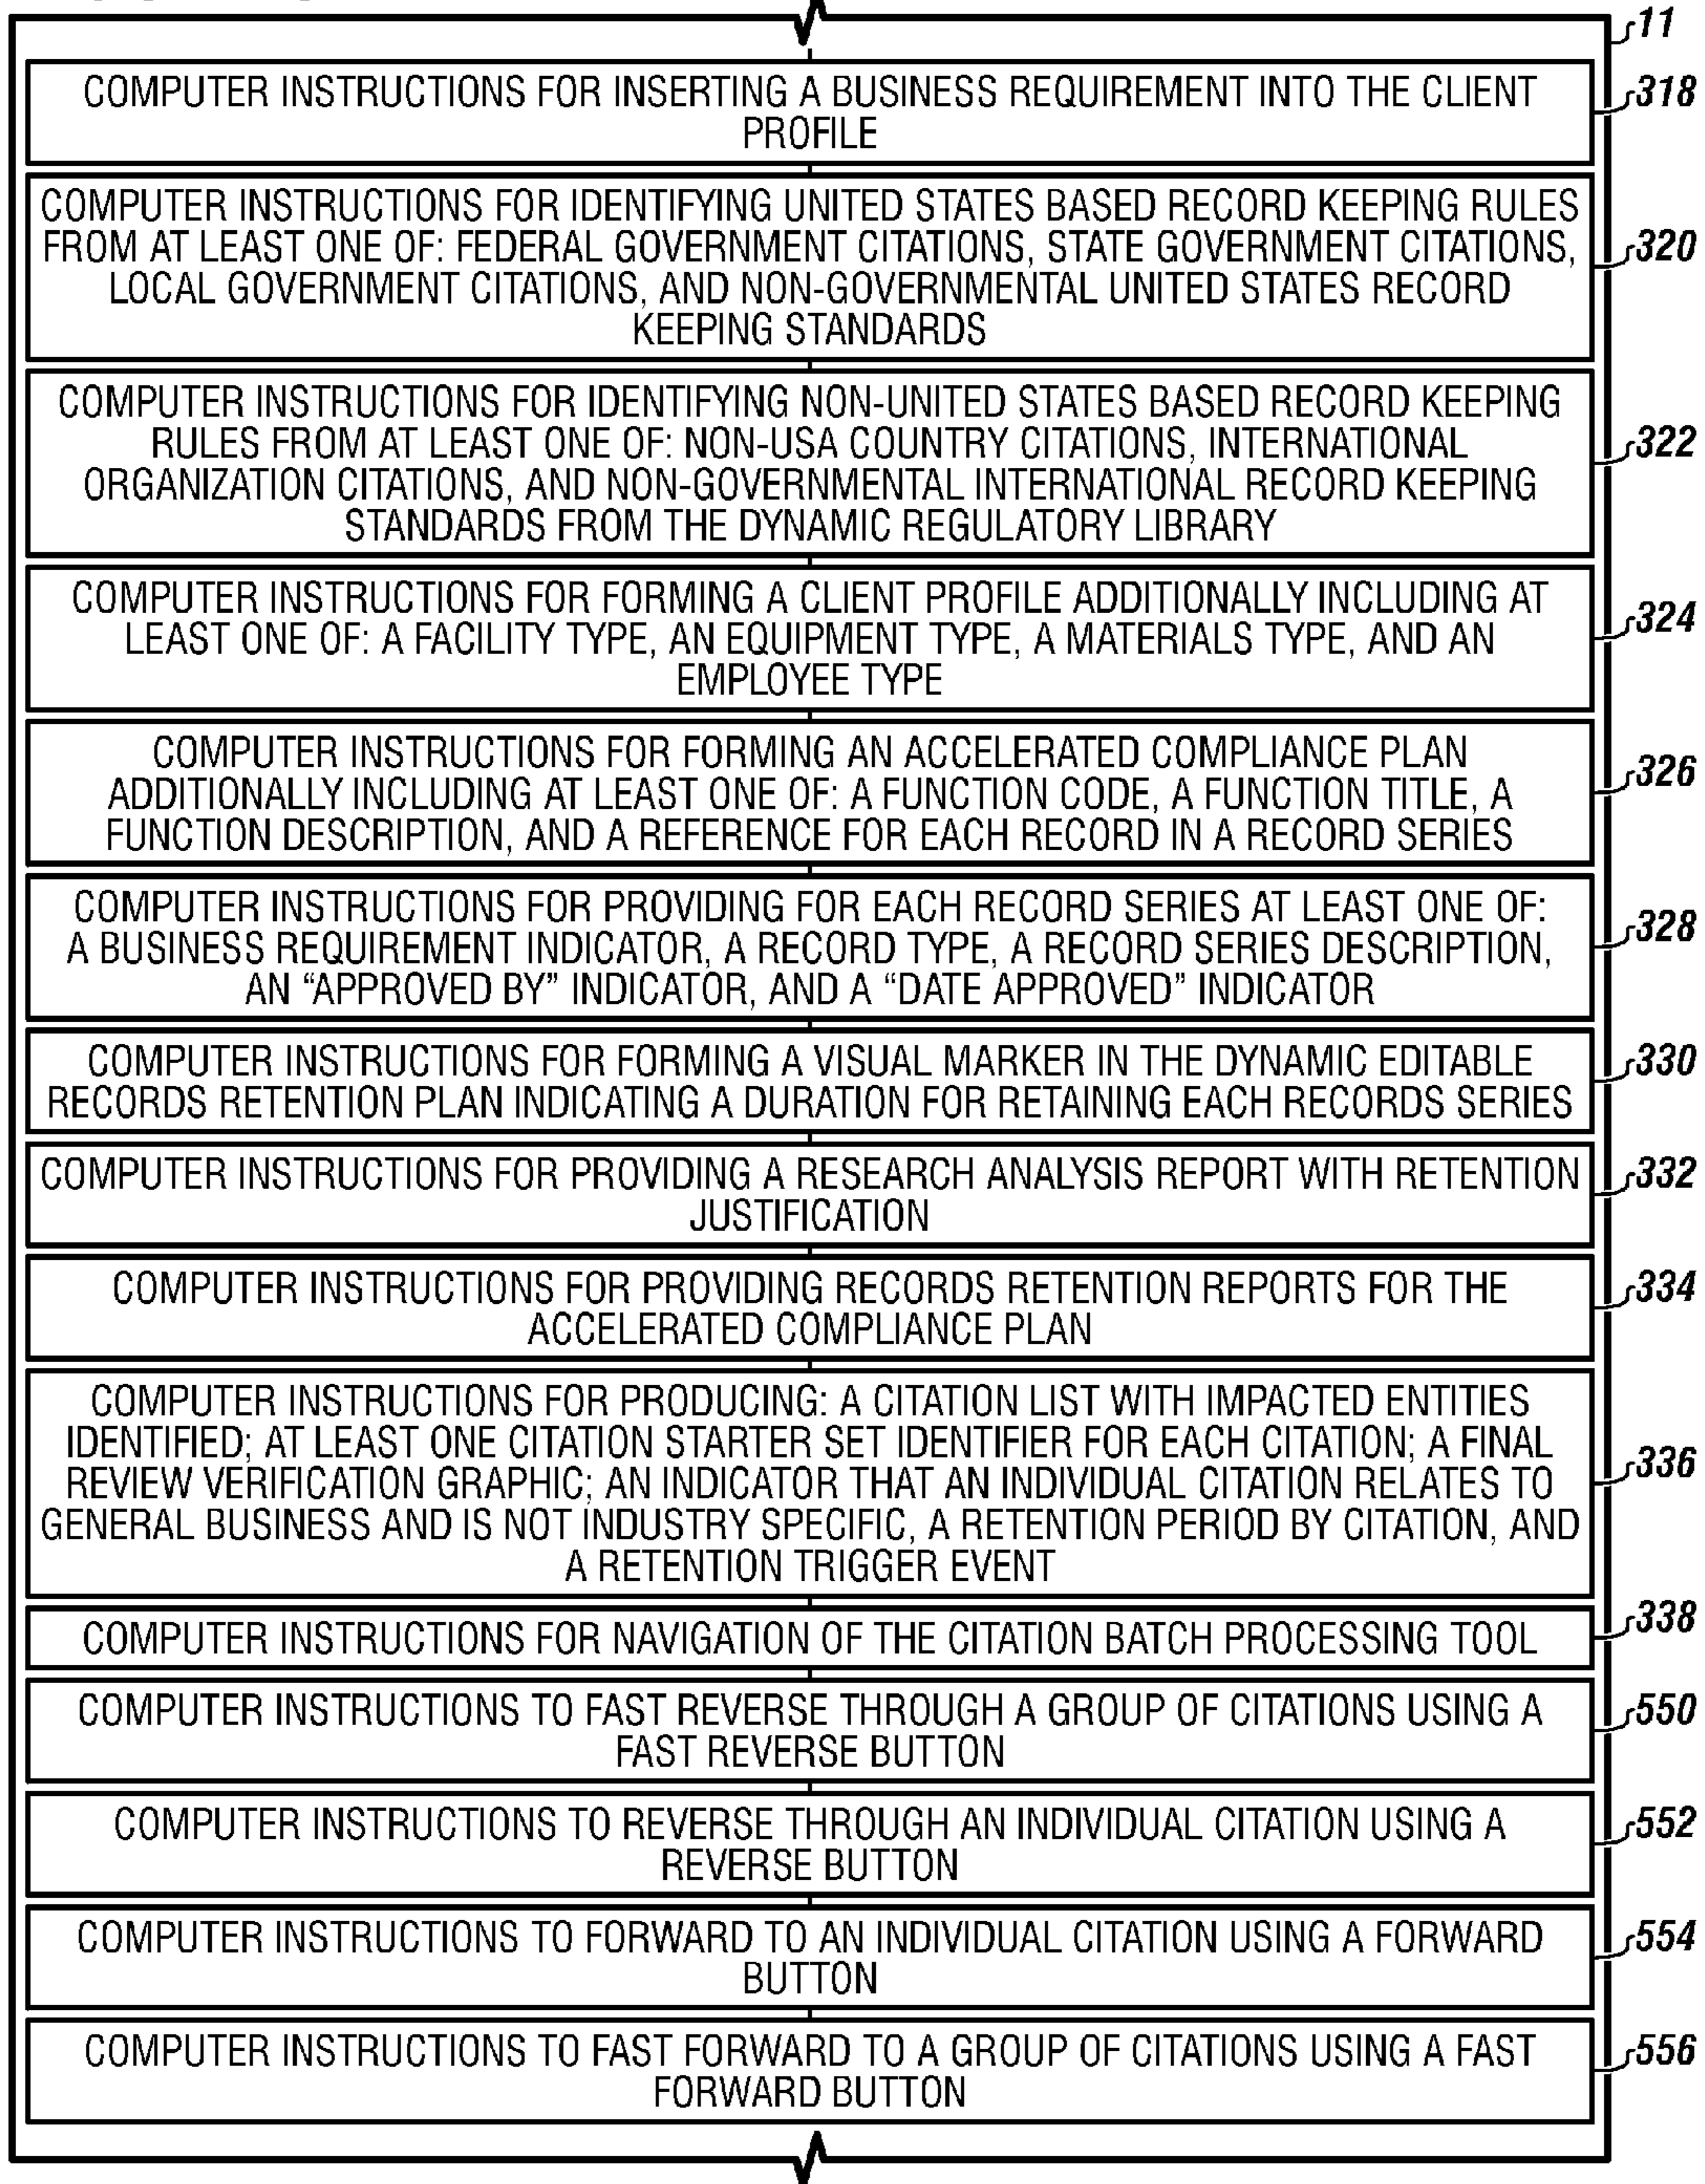 11
COMPUTER INSTRUCTIONS FOR INSERTING A BUSINESS REQUIREMENT INTO THE CLIENT
PROFILE
318
COMPUTER INSTRUCTIONS FOR IDENTIFYING UNITED STATES BASED RECORD KEEPING RULES
FROM AT LEAST ONE OF: FEDERAL GOVERNMENT CITATIONS, STATE GOVERNMENT CITATIONS,
LOCAL GOVERNMENT CITATIONS, AND NON-GOVERNMENTAL UNITED STATES RECORD
KEEPING STANDARDS
320
COMPUTER INSTRUCTIONS FOR IDENTIFYING NON-UNITED STATES BASED RECORD KEEPING
RULES FROM AT LEAST ONE OF: NON-USA COUNTRY CITATIONS, INTERNATIONAL
ORGANIZATION CITATIONS, AND NON-GOVERNMENTAL INTERNATIONAL RECORD KEEPING
STANDARDS FROM THE DYNAMIC REGULATORY LIBRARY
322
COMPUTER INSTRUCTIONS FOR FORMING A CLIENT PROFILE ADDITIONALLY INCLUDING AT
LEAST ONE OF: A FACILITY TYPE, AN EQUIPMENT TYPE, A MATERIALS TYPE, AND AN
EMPLOYEE TYPE
324
COMPUTER INSTRUCTIONS FOR FORMING AN ACCELERATED COMPLIANCE PLAN
ADDITIONALLY INCLUDING AT LEAST ONE OF: A FUNCTION CODE, A FUNCTION TITLE, A
FUNCTION DESCRIPTION, AND A REFERENCE FOR EACH RECORD IN A RECORD SERIES
326
COMPUTER INSTRUCTIONS FOR PROVIDING FOR EACH RECORD SERIES AT LEAST ONE OF:
A BUSINESS REQUIREMENT INDICATOR, A RECORD TYPE, A RECORD SERIES DESCRIPTION,
AN “APPROVED BY” INDICATOR, AND A “DATE APPROVED” INDICATOR
328
COMPUTER INSTRUCTIONS FOR FORMING A VISUAL MARKER IN THE DYNAMIC EDITABLE
RECORDS RETENTION PLAN INDICATING A DURATION FOR RETAINING EACH RECORDS SERIES
330
COMPUTER INSTRUCTIONS FOR PROVIDING A RESEARCH ANALYSIS REPORT WITH RETENTION
JUSTIFICATION
332
COMPUTER INSTRUCTIONS FOR PROVIDING RECORDS RETENTION REPORTS FOR THE
ACCELERATED COMPLIANCE PLAN
334
COMPUTER INSTRUCTIONS FOR PRODUCING: A CITATION LIST WITH IMPACTED ENTITIES
IDENTIFIED; AT LEAST ONE CITATION STARTER SET IDENTIFIER FOR EACH CITATION; A FINAL
REVIEW VERIFICATION GRAPHIC; AN INDICATOR THAT AN INDIVIDUAL CITATION RELATES TO
GENERAL BUSINESS AND IS NOT INDUSTRY SPECIFIC, A RETENTION PERIOD BY CITATION, AND
A RETENTION TRIGGER EVENT
336
COMPUTER INSTRUCTIONS FOR NAVIGATION OF THE CITATION BATCH PROCESSING TOOL
338
COMPUTER INSTRUCTIONS TO FAST REVERSE THROUGH A GROUP OF CITATIONS USING A
FAST REVERSE BUTTON
550
COMPUTER INSTRUCTIONS TO REVERSE THROUGH AN INDIVIDUAL CITATION USING A
REVERSE BUTTON
552
COMPUTER INSTRUCTIONS TO FORWARD TO AN INDIVIDUAL CITATION USING A FORWARD
BUTTON
554
COMPUTER INSTRUCTIONS TO FAST FORWARD TO A GROUP OF CITATIONS USING A FAST
FORWARD BUTTON
556